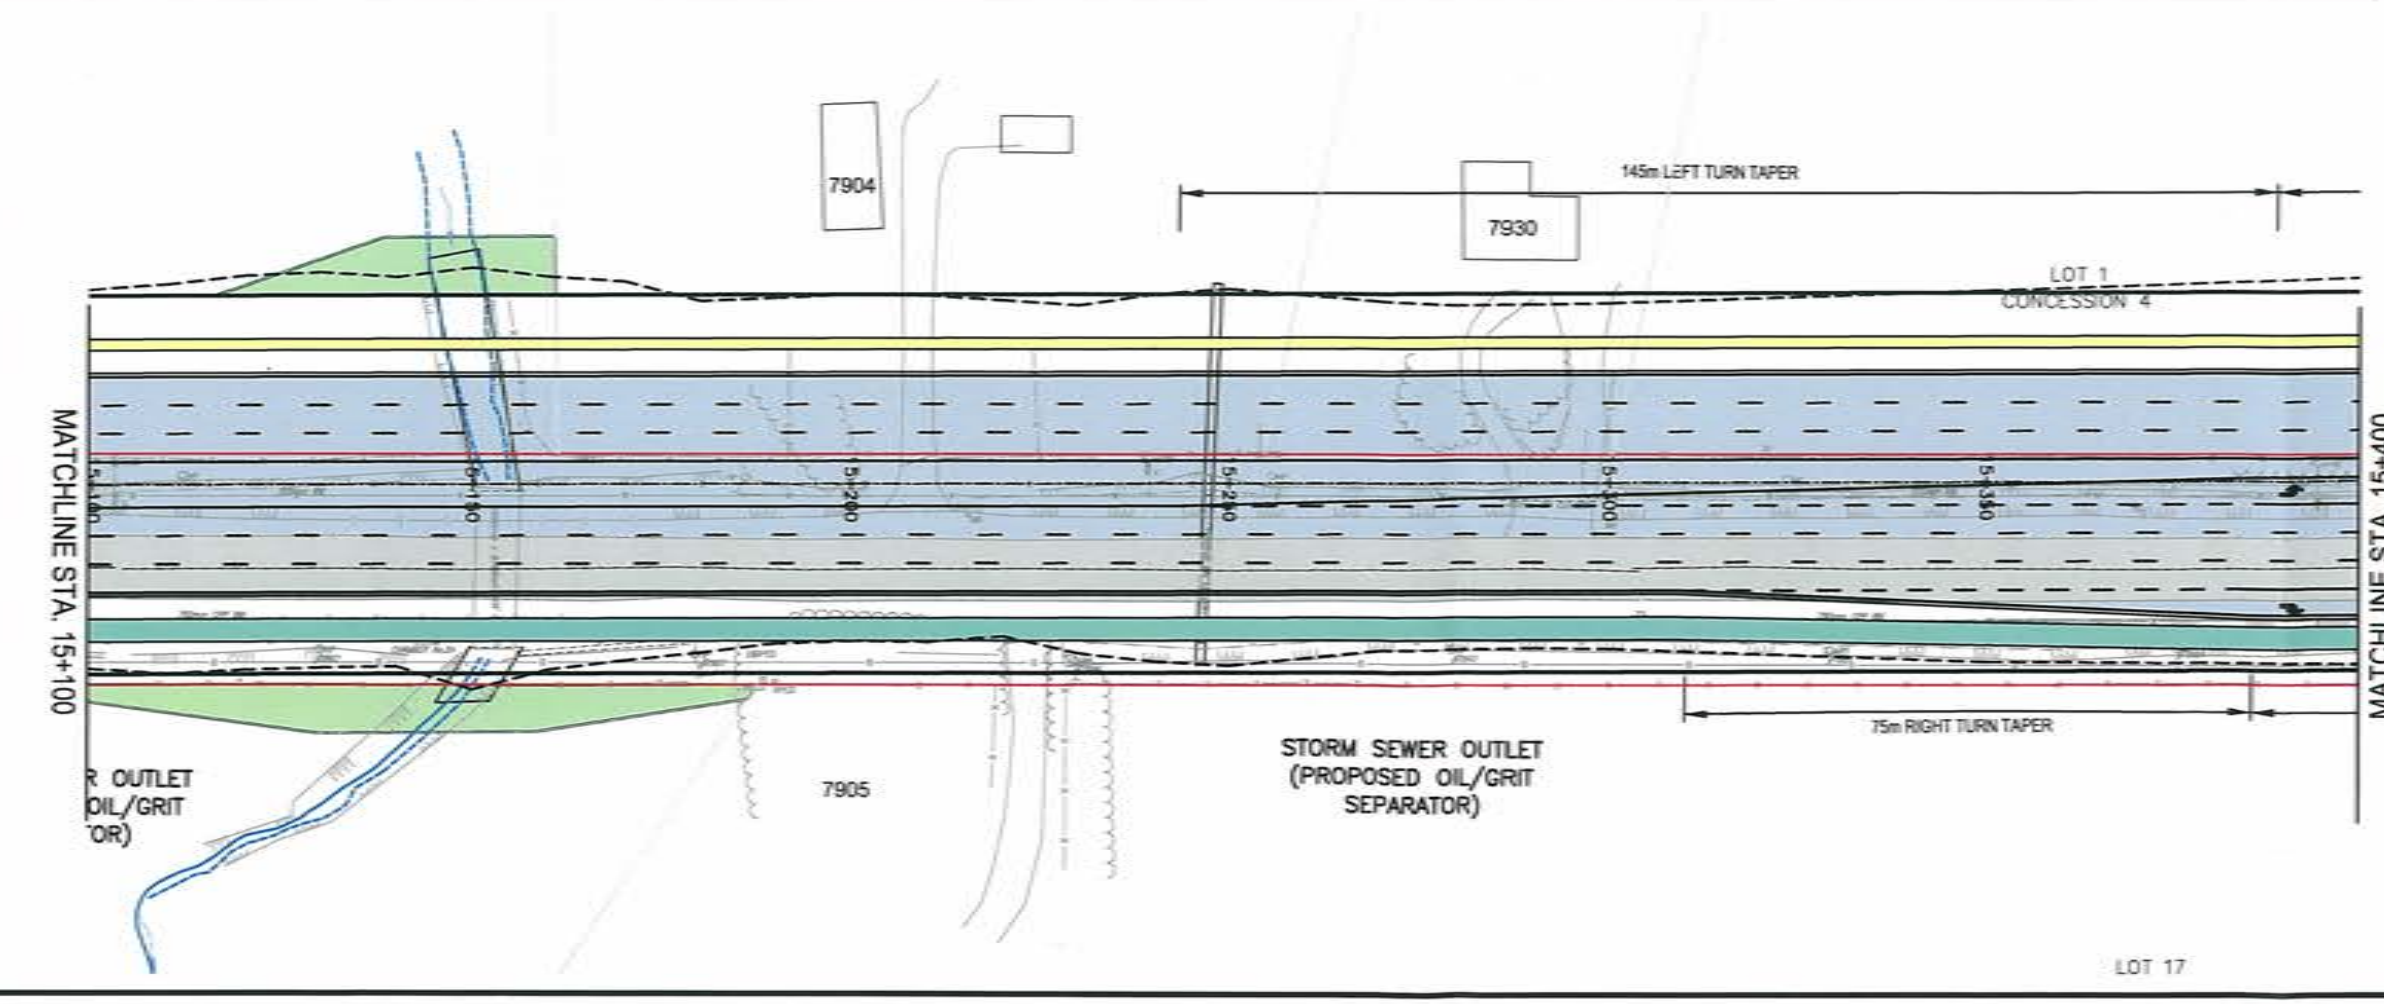 145m LEFT TURN TAPER
7904
7930
LOT 1
CONCESSION 4
MATCHLINE STA. 15+100
15+150
15+200
15+300
15+350
MATCHLINE STA. 15+400
75m RIGHT TURN TAPER
STORM SEWER OUTLET
(PROPOSED OIL/GRIT
SEPARATOR)
R OUTLET
OIL/GRIT
TOR)
7905
LOT 17